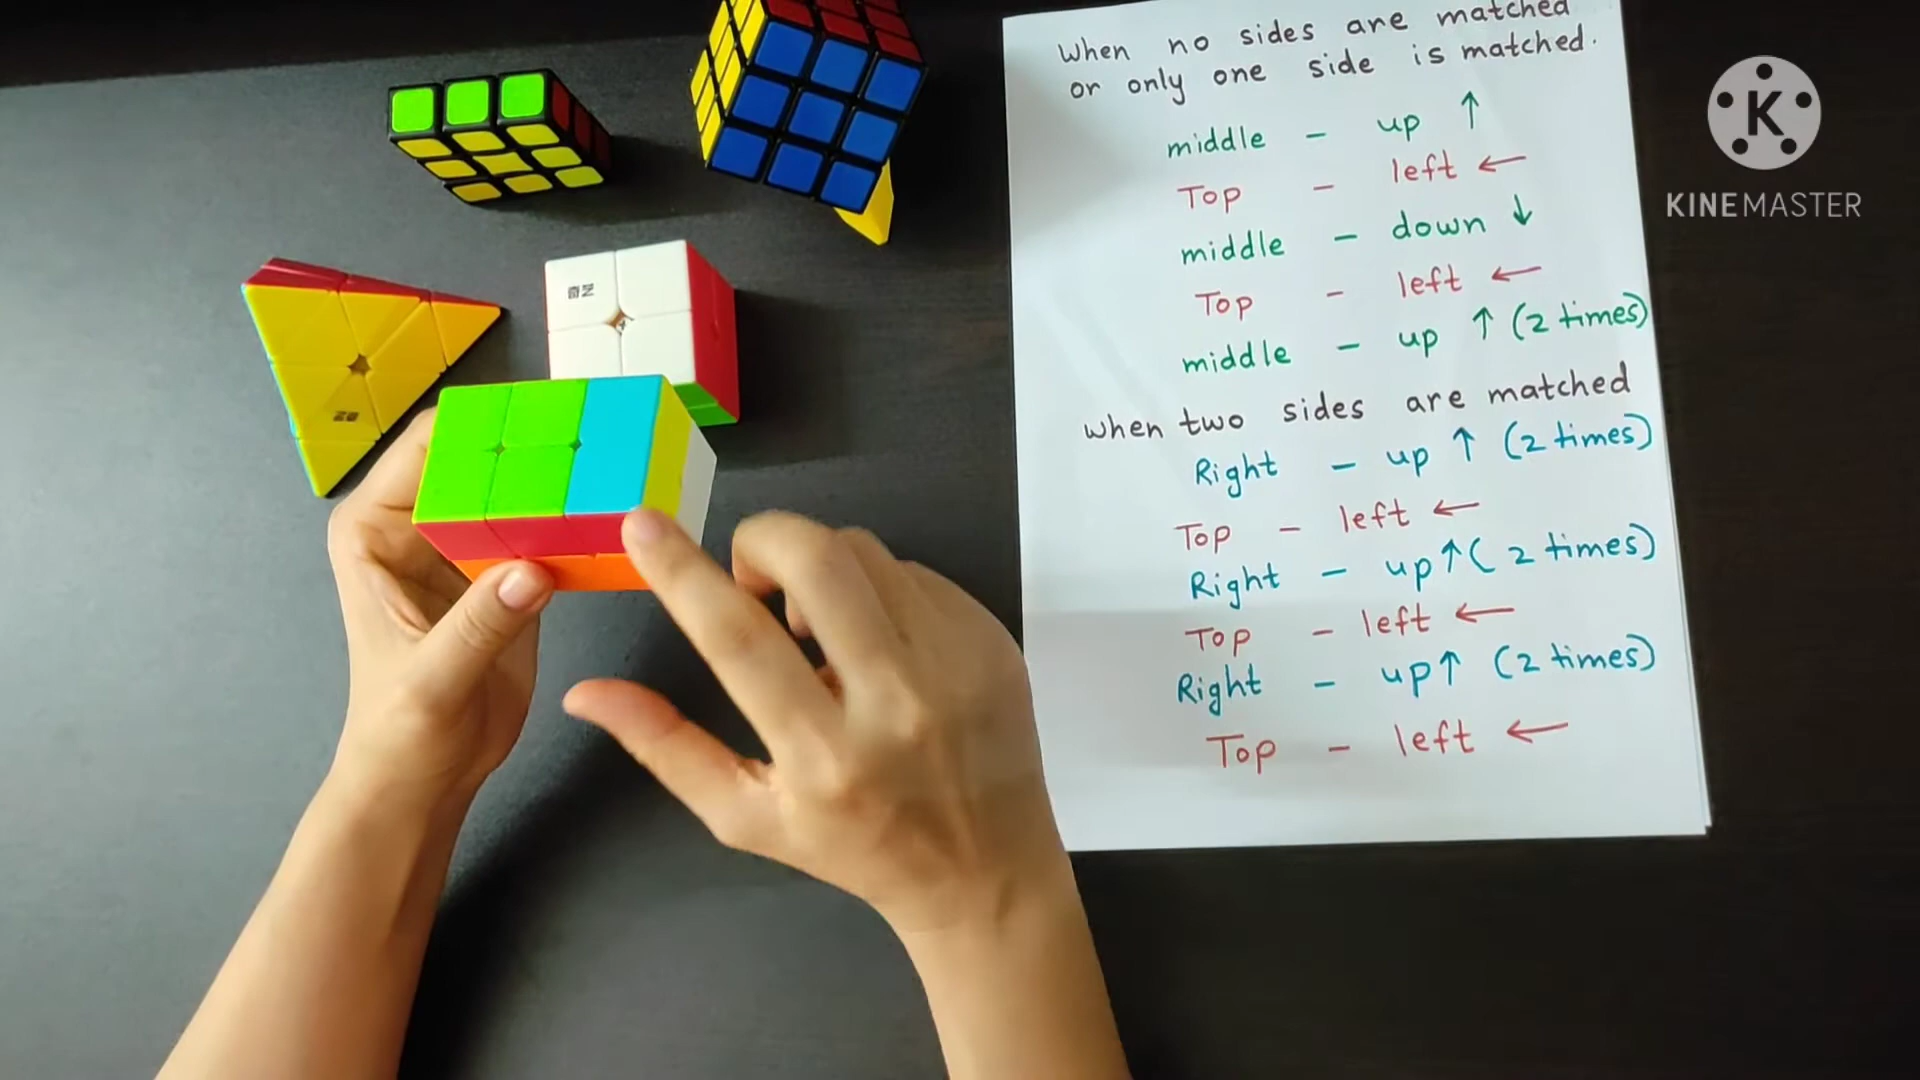 When no sides are matched
or only one side is matched.
middle - up ↑
Top - left ←
middle - down ↓
Top - left ←
middle - up ↑ (2 times)
when two sides are matched
Right - up ↑ (2 times)
Top - left ←
Right - up ↑ (2 times)
Top - left ←
Right - up ↑ (2 times)
Top - left ←
K
KINEMASTER
奇艺